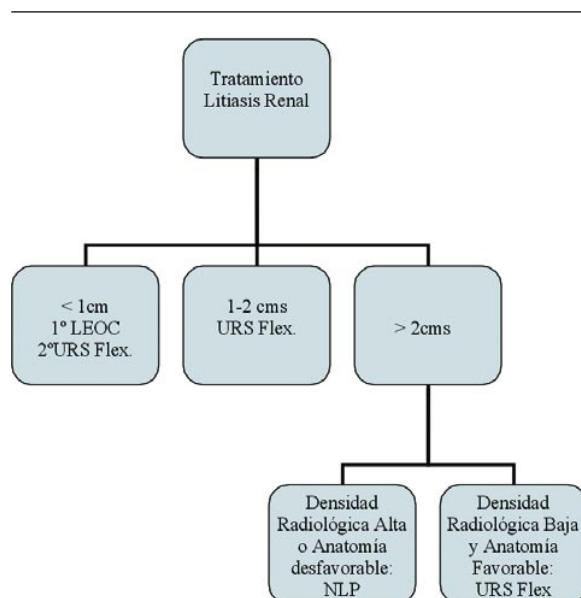 Tratamiento
Litiasis Renal
< 1cm
1º LEOC
2ºURS Flex.
1-2 cms
URS Flex.
> 2cms
Densidad
Radiológica Alta
o Anatomía
desfavorable:
NLP
Densidad
Radiológica Baja
y Anatomía
Favorable:
URS Flex